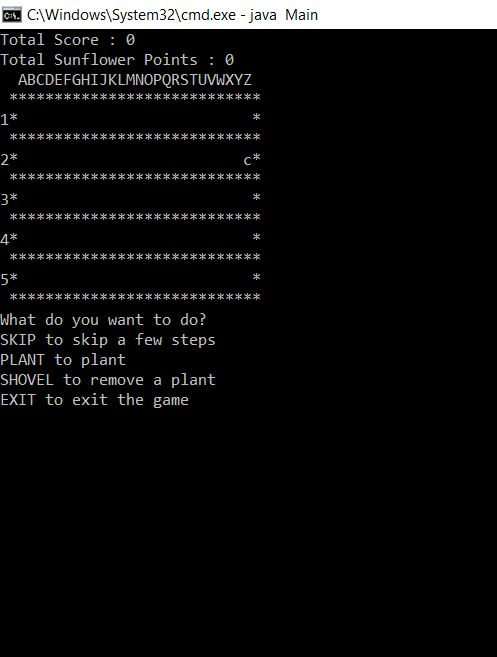 C:\Windows\System32\cmd.exe - java  Main
Total Score : 0
Total Sunflower Points : 0
  ABCDEFGHIJKLMNOPQRSTUVWXYZ
 ****************************
1*                          *
 ****************************
2*                         c*
 ****************************
3*                          *
 ****************************
4*                          *
 ****************************
5*                          *
 ****************************
What do you want to do?
SKIP to skip a few steps
PLANT to plant
SHOVEL to remove a plant
EXIT to exit the game